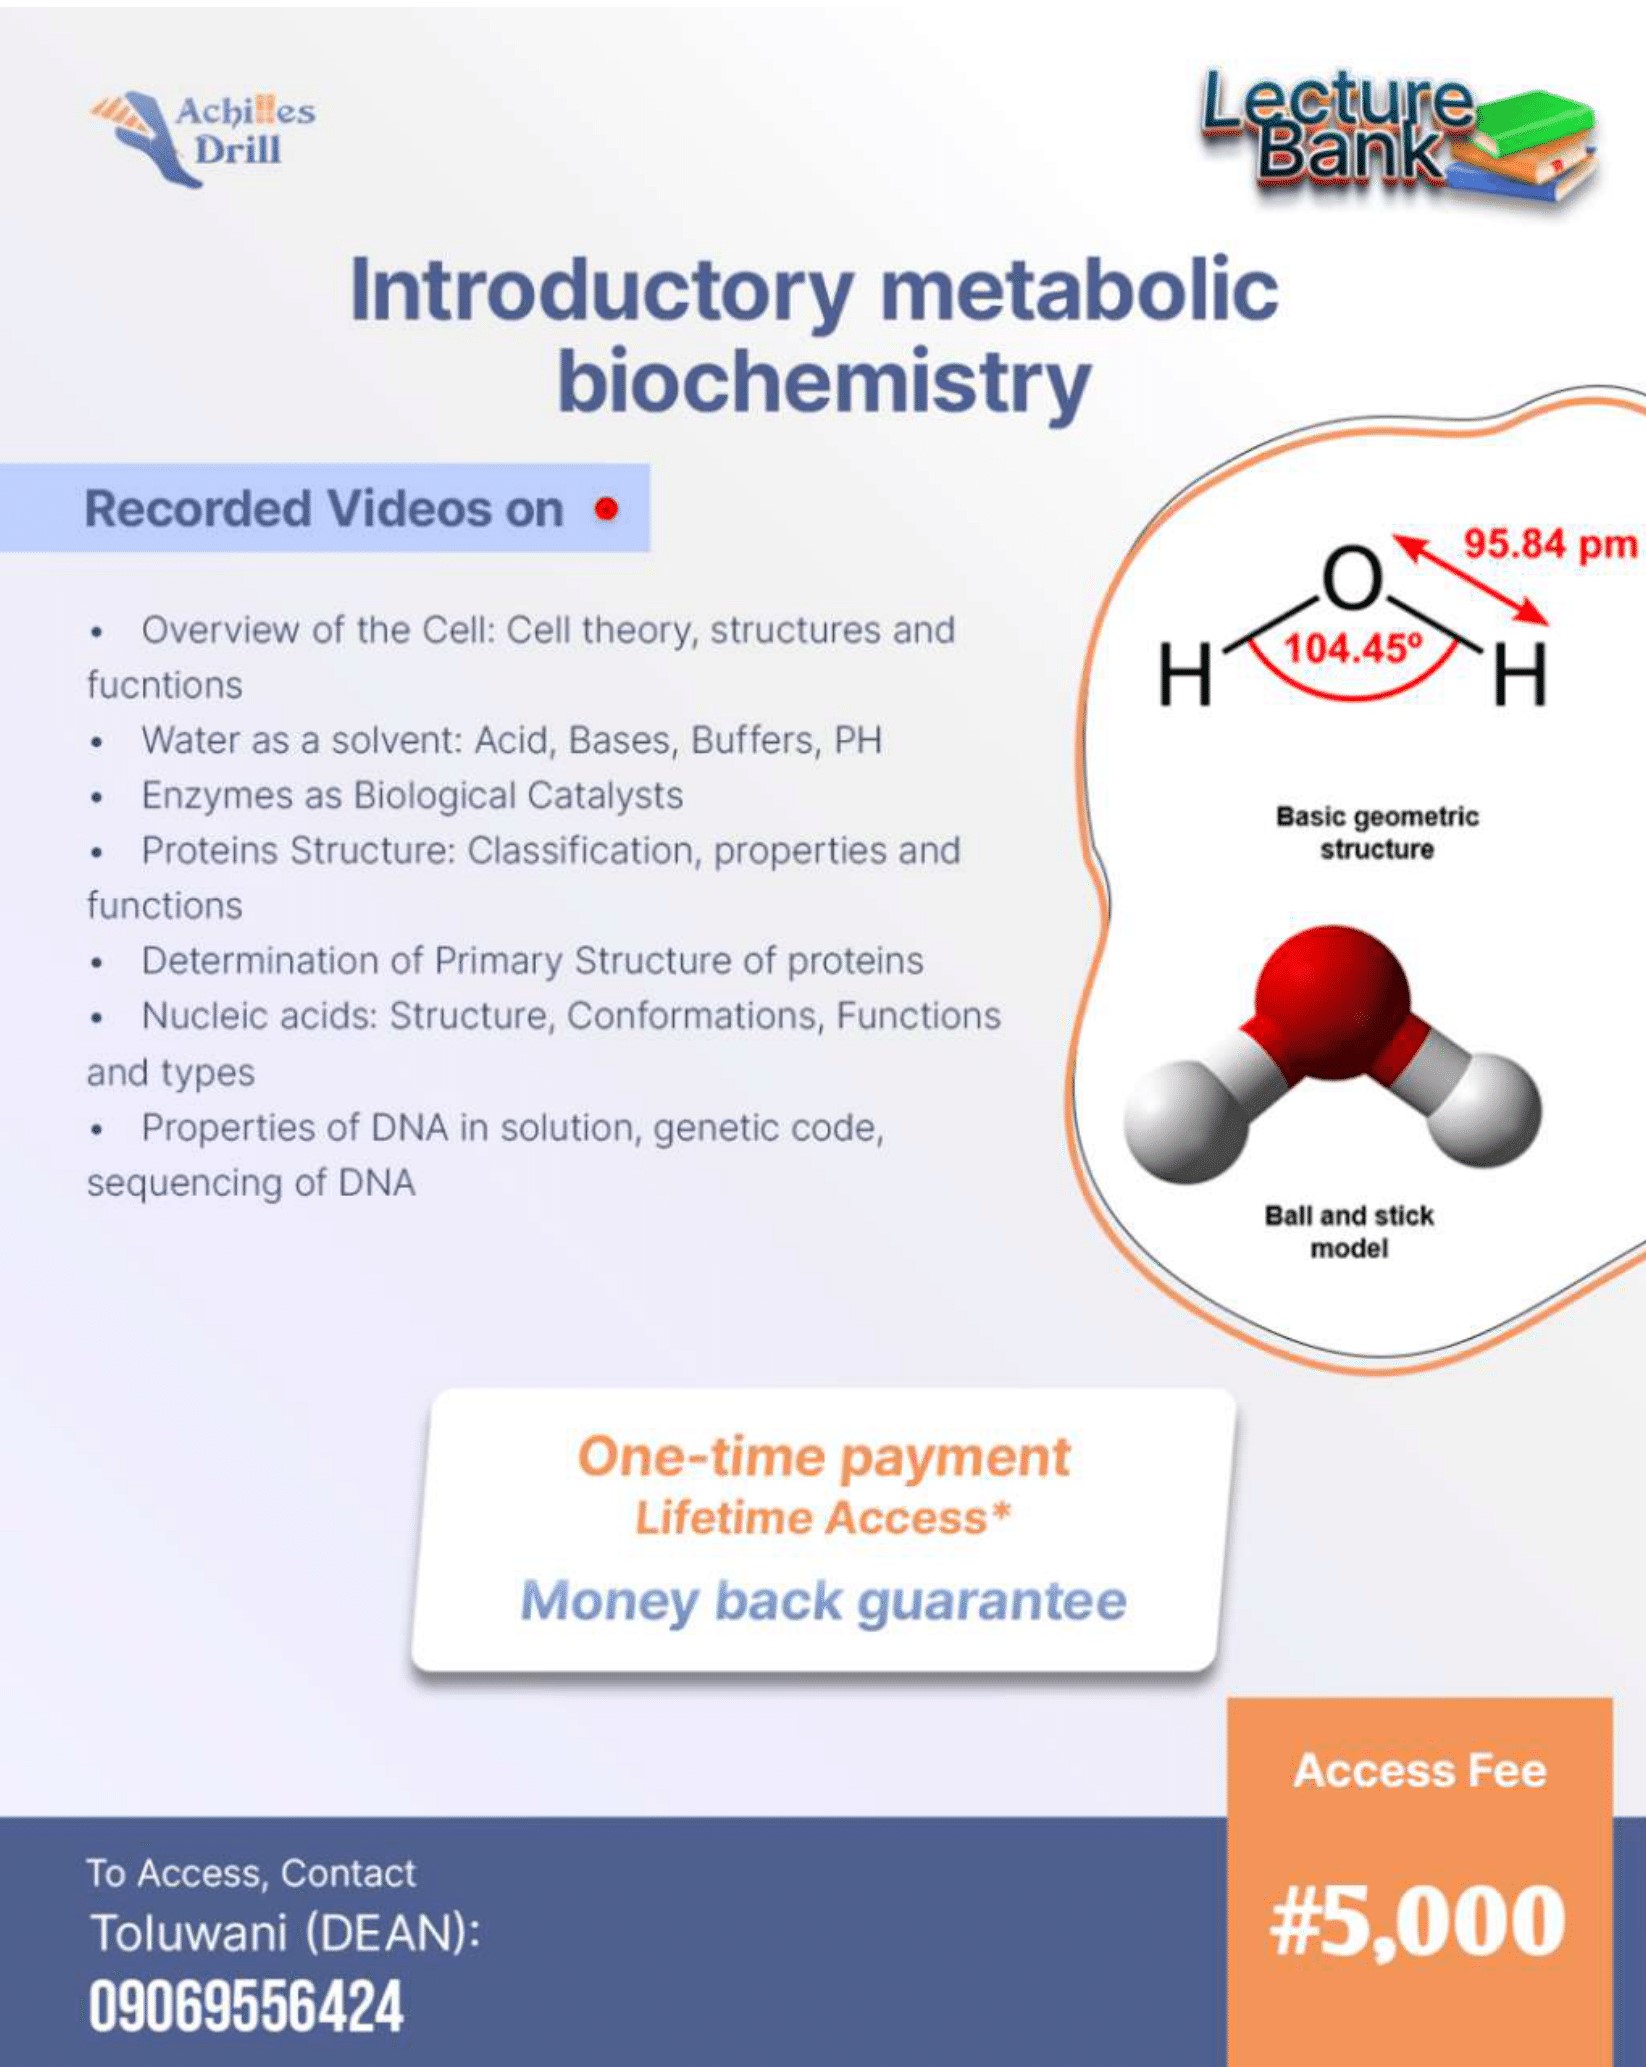 Achilles
Drill
Lecture
Bank
Introductory metabolic
biochemistry
Recorded Videos on
• Overview of the Cell: Cell theory, structures and
fucntions
• Water as a solvent: Acid, Bases, Buffers, PH
• Enzymes as Biological Catalysts
• Proteins Structure: Classification, properties and
functions
• Determination of Primary Structure of proteins
• Nucleic acids: Structure, Conformations, Functions
and types
• Properties of DNA in solution, genetic code,
sequencing of DNA
95.84 pm
O
104.45º
H H
Basic geometric
structure
Ball and stick
model
One-time payment
Lifetime Access*
Money back guarantee
Access Fee
#5,000
To Access, Contact
Toluwani (DEAN):
09069556424